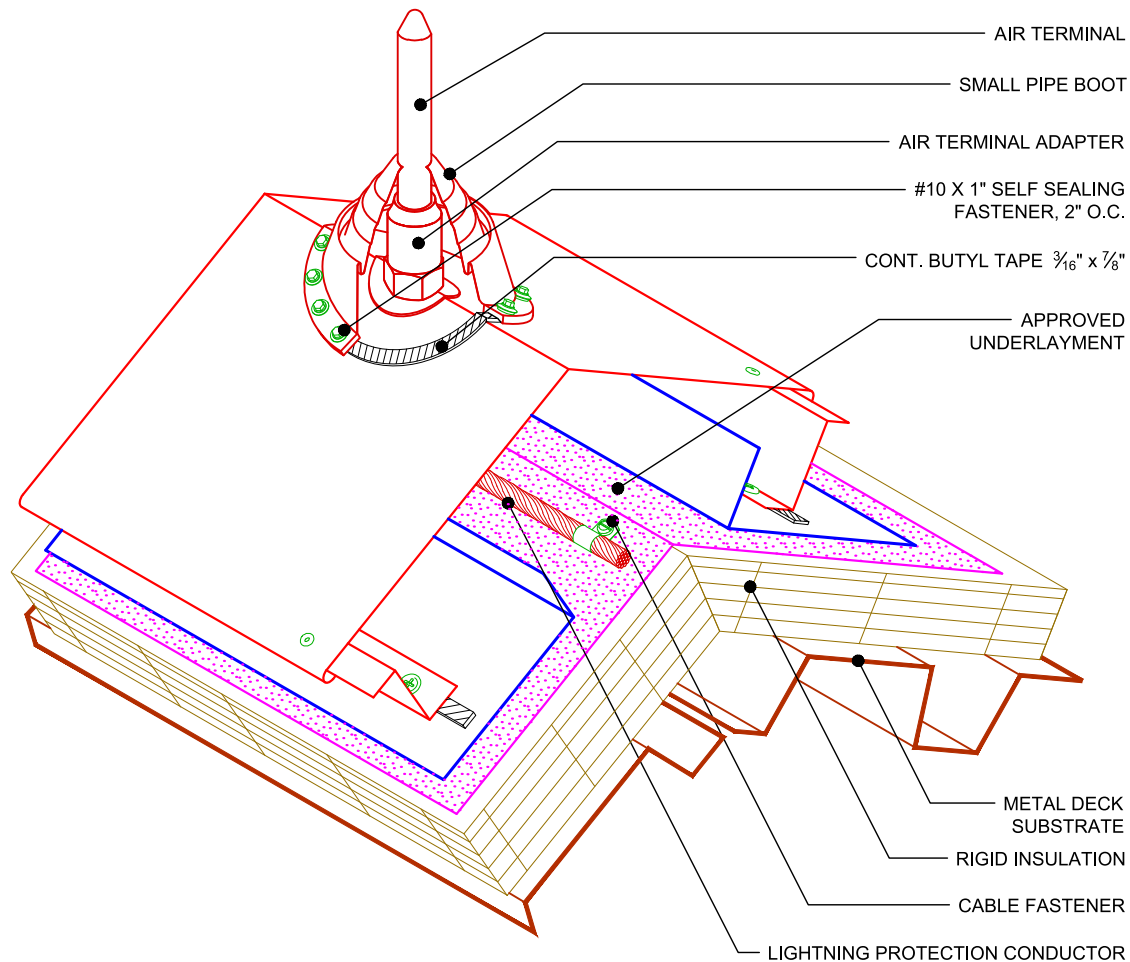 AIR TERMINAL
SMALL PIPE BOOT
AIR TERMINAL ADAPTER
#10 X 1" SELF SEALING
FASTENER, 2" O.C.
CONT. BUTYL TAPE 3/16" x 7/8"
APPROVED
UNDERLAYMENT
METAL DECK
SUBSTRATE
RIGID INSULATION
CABLE FASTENER
LIGHTNING PROTECTION CONDUCTOR